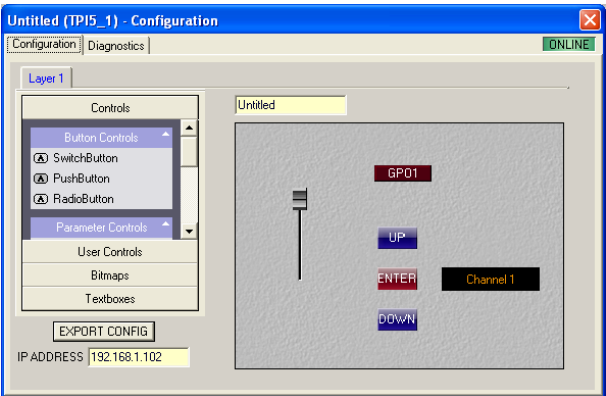 Untitled (TPI5_1) - Configuration
Configuration Diagnostics ONLINE
Layer 1
Controls
Button Controls
SwitchButton
PushButton
RadioButton
Parameter Controls
User Controls
Bitmaps
Textboxes
EXPORT CONFIG
IP ADDRESS 192.168.1.102
Untitled
GPO1
UP
ENTER Channel 1
DOWN